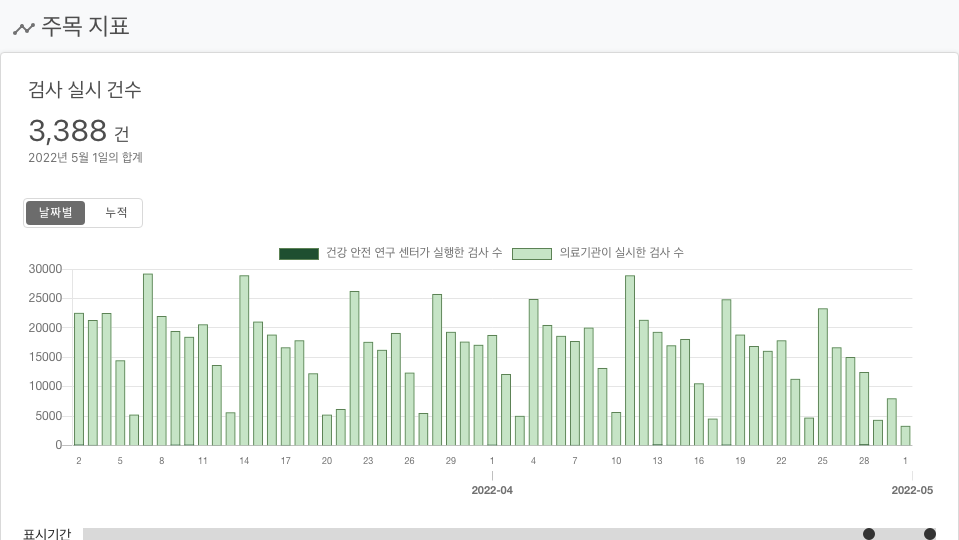 주목 지표
검사 실시 건수
3,388 건
2022년 5월 1일의 합계
날짜별 누적
건강 안전 연구 센터가 실행한 검사 수 의료기관이 실시한 검사 수
30000
25000
20000
15000
10000
5000
0
2 5 8 11 14 17 20 23 26 29 1 4 7 10 13 16 19 22 25 28 1
2022-04 2022-05
표시기간